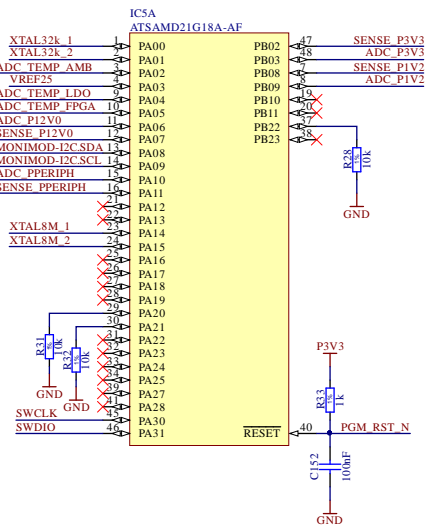 IC5A
ATSAMD21G18A-AF
XTAL32k_1 1 PA00 PB02 47 SENSE_P3V3
XTAL32k_2 2 PA01 PB03 48 ADC_P3V3
ADC_TEMP_AMB 3 PA02 PB08 7 SENSE_P1V2
VREF25 4 PA03 PB09 8 ADC_P1V2
ADC_TEMP_LDO 9 PA04 PB10 19
ADC_TEMP_FPGA 10 PA05 PB11 20
ADC_P12V0 11 PA06 PB22 37
SENSE_P12V0 12 PA07 PB23 38
MONIMOD-I2C.SDA 13 PA08
MONIMOD-I2C.SCL 14 PA09
ADC_PPERIPH 15 PA10
SENSE_PPERIPH 16 PA11
R28 1% 10k
GND
21 PA12
22 PA13
XTAL8M_1 23 PA14
XTAL8M_2 24 PA15
25 PA16
26 PA17
27 PA18
28 PA19
29 PA20
30 PA21
31 PA22
32 PA23
33 PA24
34 PA25
39 PA27
41 PA28
R31 1% 10k
R32 1% 10k
GND
GND
SWCLK 45 PA30
SWDIO 46 PA31
P3V3
R33 1% 1k
RESET 40 PGM_RST_N
C152 100nF
GND